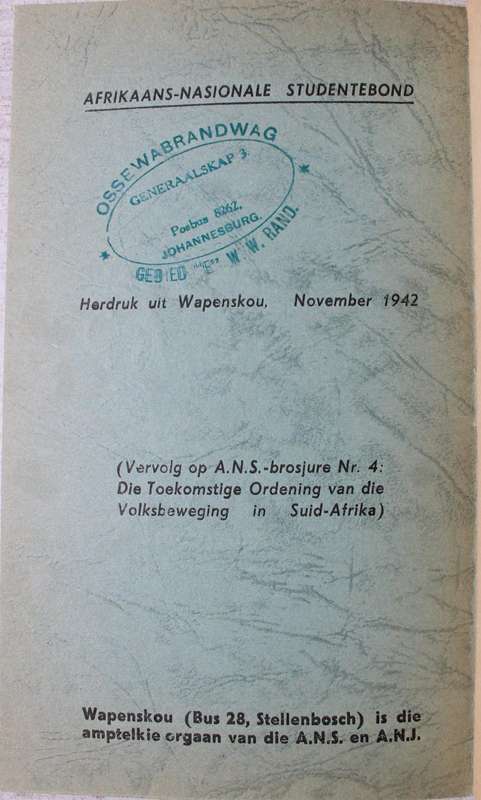 AFRIKAANS-NASIONALE STUDENTEBOND
OSSEWABRANDWAG
GENERAALSKAP 3.
Posbus 8262,
JOHANNESBURG.
GEBIED W. W. RAND.
Herdruk uit Wapenskou, November 1942
(Vervolg op A.N.S.-brosjure Nr. 4:
Die Toekomstige Ordening van die
Volksbeweging in Suid-Afrika)
Wapenskou (Bus 28, Stellenbosch) is die
amptelkie orgaan van die A.N.S. en A.N.J.